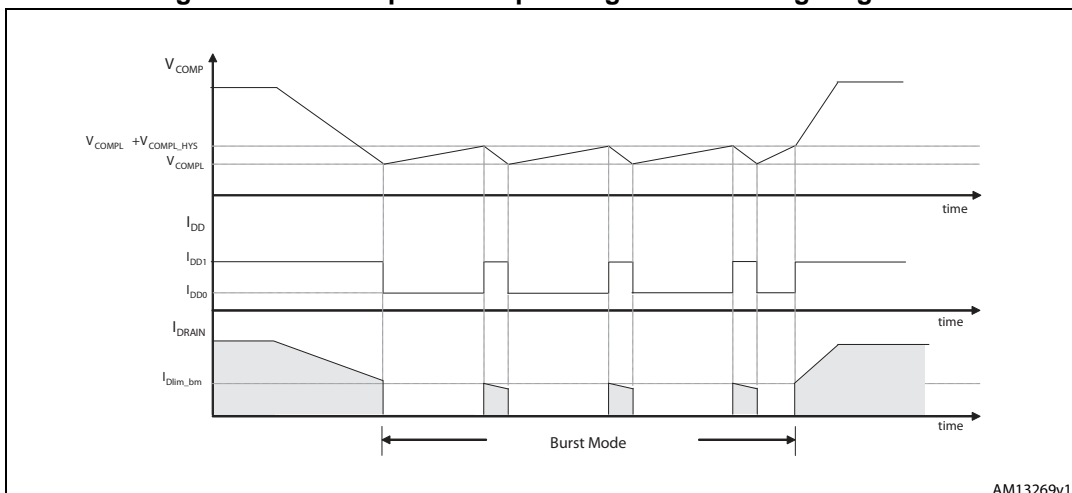 V_COMP
V_COMPL +V_COMPL_HYS
V_COMPL
time
I_DD
I_DD1
I_DD0
time
I_DRAIN
I_Dlim_bm
time
Burst Mode
AM13269v1